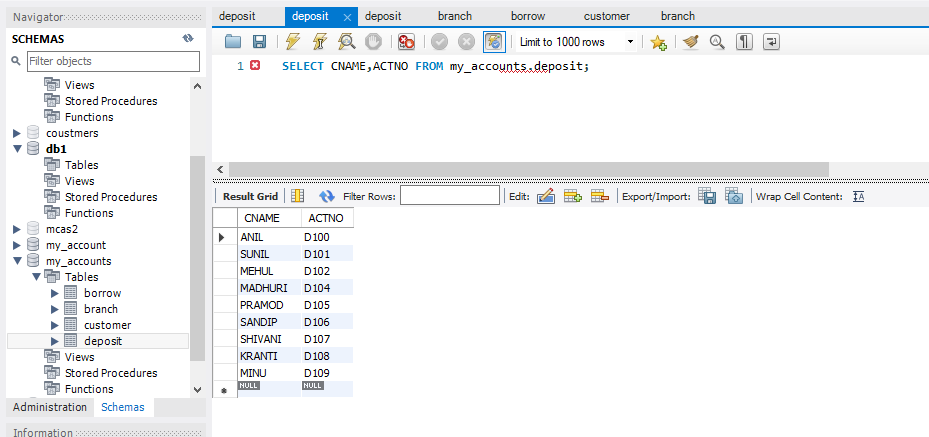 Navigator
SCHEMAS
Filter objects
Views
Stored Procedures
Functions
coustmers
db1
Tables
Views
Stored Procedures
Functions
mcas2
my_account
my_accounts
Tables
borrow
branch
customer
deposit
Views
Stored Procedures
Functions
Administration Schemas
Information
deposit deposit deposit branch borrow customer branch
Limit to 1000 rows
1 SELECT CNAME,ACTNO FROM my_accounts.deposit;
Result Grid Filter Rows: Edit: Export/Import: Wrap Cell Content: IA
CNAME ACTNO
ANIL D100
SUNIL D101
MEHUL D102
MADHURI D104
PRAMOD D105
SANDIP D106
SHIVANI D107
KRANTI D108
MINU D109
NULL NULL